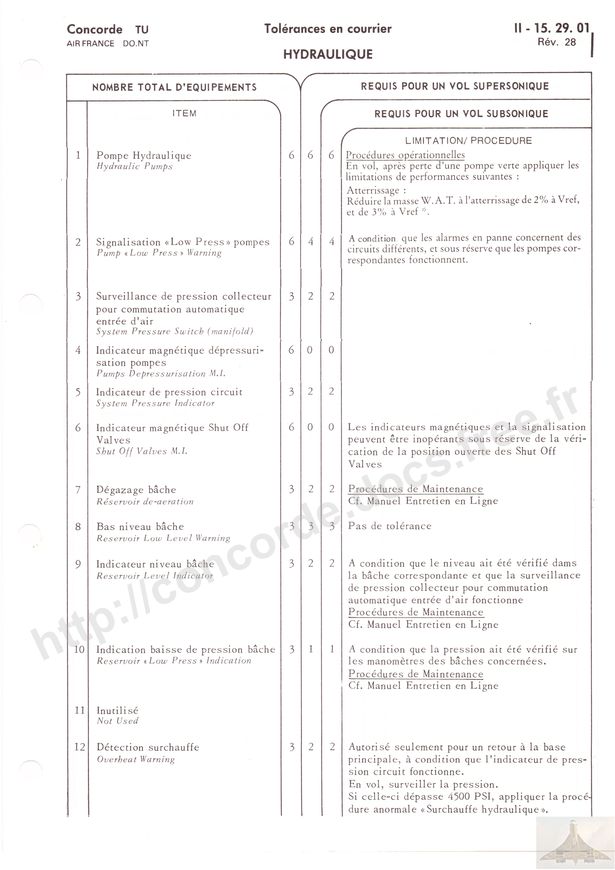 Concorde TU
AIR FRANCE DO.NT
Tolérances en courrier
HYDRAULIQUE
II - 15. 29. 01
Rév. 28
NOMBRE TOTAL D'EQUIPEMENTS
REQUIS POUR UN VOL SUPERSONIQUE
ITEM
REQUIS POUR UN VOL SUBSONIQUE
LIMITATION/ PROCEDURE
1 Pompe Hydraulique 6 6 6 Procédures opérationnelles
Hydraulic Pumps
En vol, après perte d'une pompe verte appliquer les
limitations de performances suivantes :
Atterrissage :
Réduire la masse W.A.T. à l'atterrissage de 2% à Vref,
et de 3% à Vref *.
2 Signalisation «Low Press» pompes 6 4 4 A condition que les alarmes en panne concernent des
Pump «Low Press» Warning
circuits différents, et sous réserve que les pompes cor-
respondantes fonctionnent.
3 Surveillance de pression collecteur 3 2 2
pour commutation automatique
entrée d'air
System Pressure Switch (manifold)
4 Indicateur magnétique dépressuri- 6 0 0
sation pompes
Pumps Depressurisation M.I.
5 Indicateur de pression circuit 3 2 2
System Pressure Indicator
6 Indicateur magnétique Shut Off 6 0 0 Les indicateurs magnétiques et la signalisation
Valves
peuvent être inopérants sous réserve de la véri-
Shut Off Valves M.I.
cation de la position ouverte des Shut Off
Valves
7 Dégazage bâche 3 2 2 Procédures de Maintenance
Réservoir de-aeration
Cf. Manuel Entretien en Ligne
8 Bas niveau bâche 3 3 3 Pas de tolérance
Reservoir Low Level Warning
9 Indicateur niveau bâche 3 2 2 A condition que le niveau ait été vérifié dams
Reservoir Level Indicator
la bâche correspondante et que la surveillance
de pression collecteur pour commutation
automatique entrée d'air fonctionne
Procédures de Maintenance
Cf. Manuel Entretien en Ligne
10 Indication baisse de pression bâche 3 1 1 A condition que la pression ait été vérifié sur
Reservoir «Low Press» Indication
les manomètres des bâches concernées.
Procédures de Maintenance
Cf. Manuel Entretien en Ligne
11 Inutilisé
Not Used
12 Détection surchauffe 3 2 2 Autorisé seulement pour un retour à la base
Overheat Warning
principale, à condition que l'indicateur de pres-
sion circuit fonctionne.
En vol, surveiller la pression.
Si celle-ci dépasse 4500 PSI, appliquer la procé-
dure anormale «Surchauffe hydraulique».
http://concorde.docs.free.fr